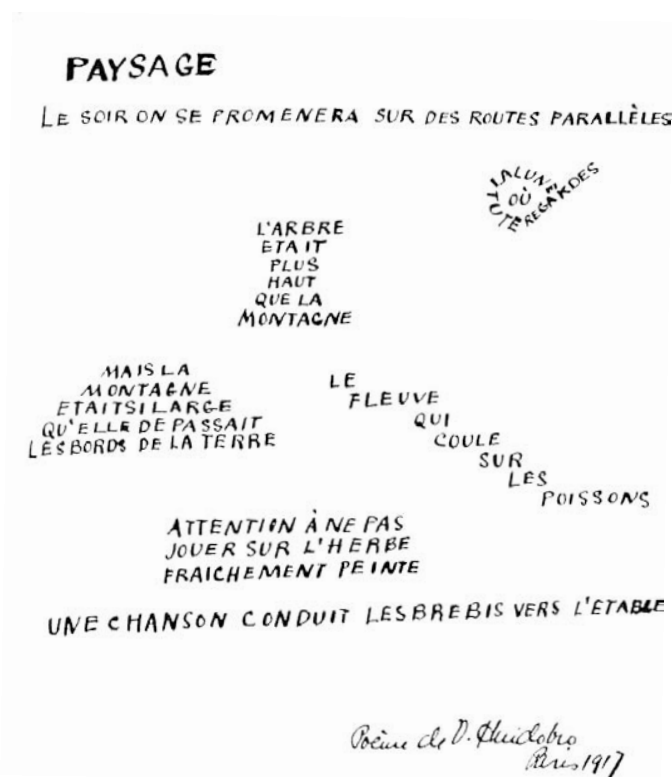 PAYSAGE
LE SOIR ON SE PROMENERA SUR DES ROUTES PARALLÈLES
LA LUNE
OÙ
TU TE REGARDES
L'ARBRE
ETAIT
PLUS
HAUT
QUE LA
MONTAGNE
MAIS LA
MONTAGNE
ETAIT SI LARGE
QU'ELLE DEPASSAIT
LES BORDS DE LA TERRE
LE
FLEUVE
QUI
COULE
SUR
LES
POISSONS
ATTENTION À NE PAS
JOUER SUR L'HERBE
FRAICHEMENT PEINTE
UNE CHANSON CONDUIT LES BREBIS VERS L'ETABLE
Poème de V. Huidobro
Paris 1917